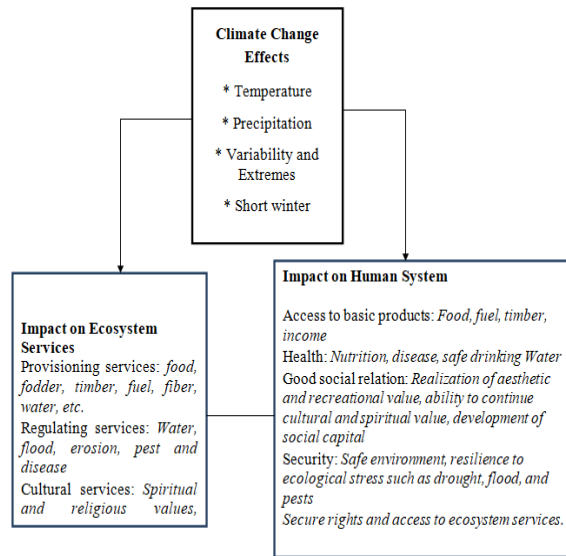 Climate Change
Effects
* Temperature
* Precipitation
* Variability and
Extremes
* Short winter
Impact on Ecosystem
Services
Provisioning services: food,
fodder, timber, fuel, fiber,
water, etc.
Regulating services: Water,
flood, erosion, pest and
disease
Cultural services: Spiritual
and religious values,
Impact on Human System
Access to basic products: Food, fuel, timber,
income
Health: Nutrition, disease, safe drinking Water
Good social relation: Realization of aesthetic
and recreational value, ability to continue
cultural and spiritual value, development of
social capital
Security: Safe environment, resilience to
ecological stress such as drought, flood, and
pests
Secure rights and access to ecosystem services.